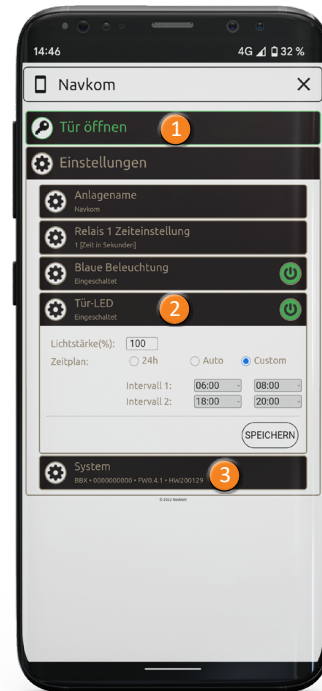 14:46 4G 32 %
Navkom ×
Tür öffnen 1
Einstellungen
Anlagename
Navkom
Relais 1 Zeiteinstellung
1 [Zeit in Sekunden]
Blaue Beleuchtung
Eingeschaltet
Tür-LED 2
Eingeschaltet
Lichtstärke(%): 100
Zeitplan: 24h Auto Custom
Intervall 1: 06:00 08:00
Intervall 2: 18:00 20:00
SPEICHERN
System 3
BBX • 0000000000 • FW0.4.1 • HW200129
© 2022 Navkom